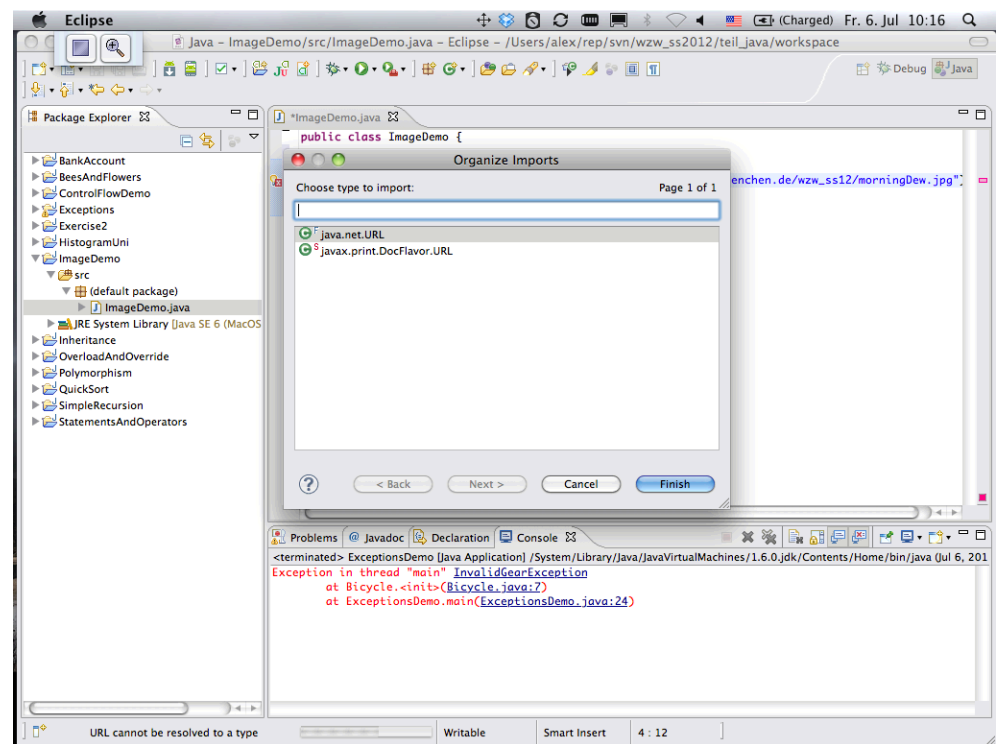 Eclipse
(Charged) Fr. 6. Jul 10:16
Java – ImageDemo/src/ImageDemo.java – Eclipse – /Users/alex/rep/svn/wzw_ss2012/teil_java/workspace
Debug Java
Package Explorer
BankAccount
BeesAndFlowers
ControlFlowDemo
Exceptions
Exercise2
HistogramUni
ImageDemo
src
(default package)
ImageDemo.java
JRE System Library [Java SE 6 (MacOS
Inheritance
OverloadAndOverride
Polymorphism
QuickSort
SimpleRecursion
StatementsAndOperators
*ImageDemo.java
public class ImageDemo {
enchen.de/wzw_ss12/morningDew.jpg"]
Organize Imports
Choose type to import:
Page 1 of 1
java.net.URL
javax.print.DocFlavor.URL
?
< Back
Next >
Cancel
Finish
Problems @ Javadoc Declaration Console
<terminated> ExceptionsDemo [Java Application] /System/Library/Java/JavaVirtualMachines/1.6.0.jdk/Contents/Home/bin/java (Jul 6, 201
Exception in thread "main" InvalidGearException
at Bicycle.<init>(Bicycle.java:7)
at ExceptionsDemo.main(ExceptionsDemo.java:24)
URL cannot be resolved to a type
Writable
Smart Insert
4 : 12